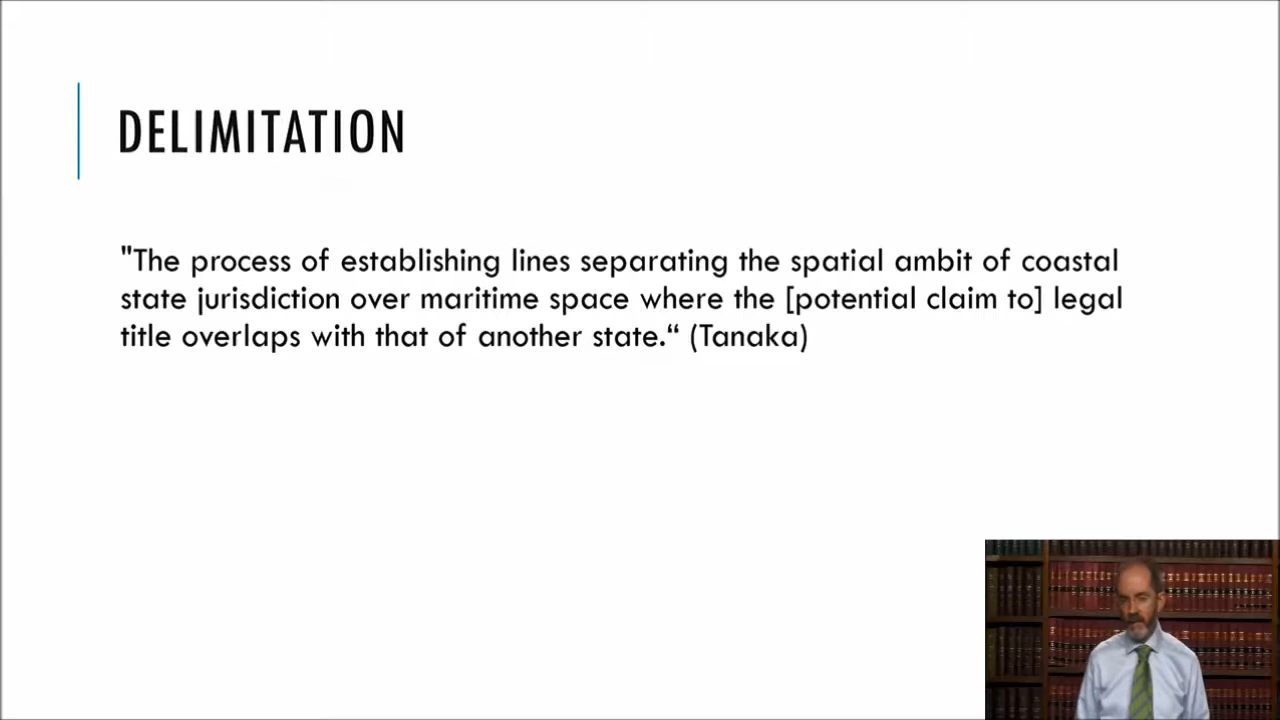 DELIMITATION
"The process of establishing lines separating the spatial ambit of coastal
state jurisdiction over maritime space where the [potential claim to] legal
title overlaps with that of another state.“ (Tanaka)